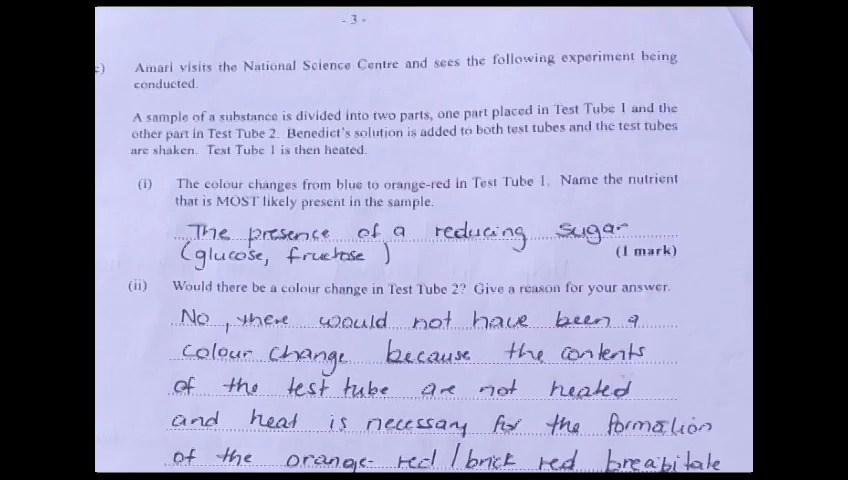 - 3 -
c) Amari visits the National Science Centre and sees the following experiment being
conducted.
A sample of a substance is divided into two parts, one part placed in Test Tube 1 and the
other part in Test Tube 2. Benedict's solution is added to both test tubes and the test tubes
are shaken. Test Tube 1 is then heated.
(i) The colour changes from blue to orange-red in Test Tube 1. Name the nutrient
that is MOST likely present in the sample.
The presence of a reducing sugar
(glucose, fructose) (1 mark)
(ii) Would there be a colour change in Test Tube 2? Give a reason for your answer.
No, there would not have been a
colour change because the contents
of the test tube are not heated
and heat is necessary for the formation
of the orange-red/brick red precipitate